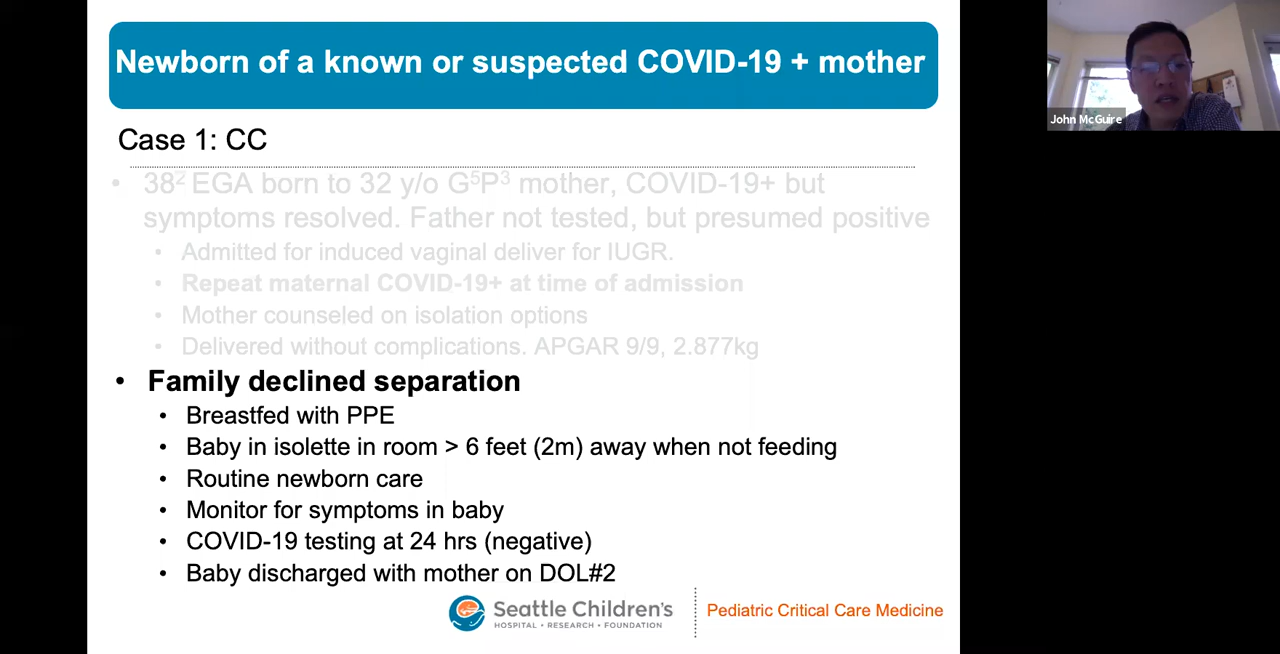 Newborn of a known or suspected COVID-19 + mother
John McGuire
Case 1: CC
• 38² EGA born to 32 y/o G⁵P³ mother, COVID-19+ but
symptoms resolved. Father not tested, but presumed positive
• Admitted for induced vaginal deliver for IUGR.
• Repeat maternal COVID-19+ at time of admission
• Mother counseled on isolation options
• Delivered without complications. APGAR 9/9, 2.877kg
• Family declined separation
• Breastfed with PPE
• Baby in isolette in room > 6 feet (2m) away when not feeding
• Routine newborn care
• Monitor for symptoms in baby
• COVID-19 testing at 24 hrs (negative)
• Baby discharged with mother on DOL#2
Seattle Children's
HOSPITAL • RESEARCH • FOUNDATION
Pediatric Critical Care Medicine